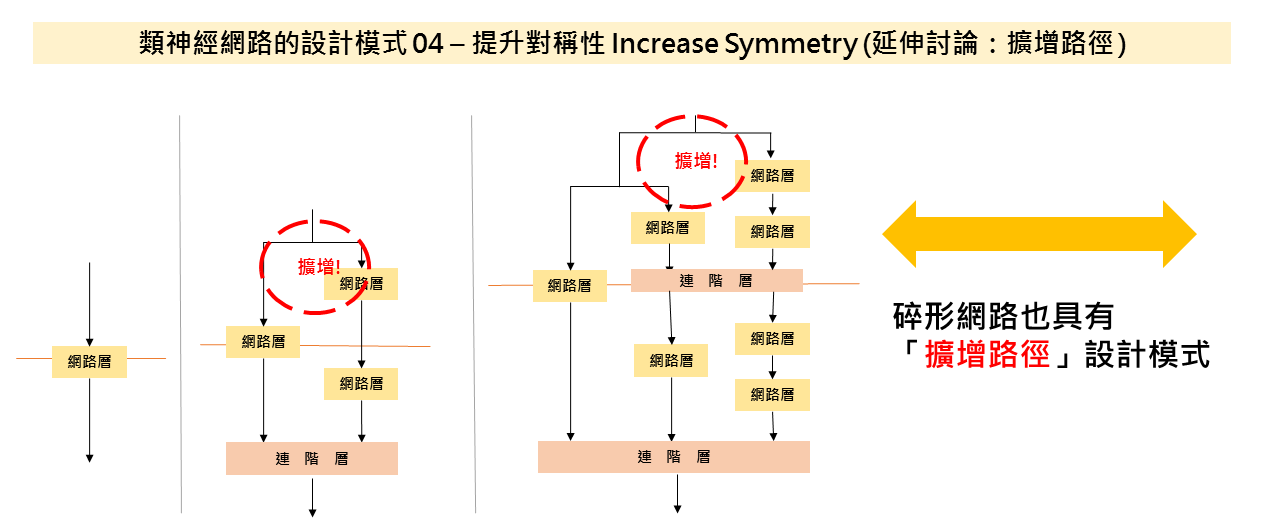 類神經網路的設計模式 04 – 提升對稱性 Increase Symmetry (延伸討論：擴增路徑)
網路層
擴增!
網路層
網路層
網路層
連 階 層
擴增!
網路層
網路層
網路層
連 階 層
網路層
網路層
網路層
網路層
連 階 層
碎形網路也具有
「擴增路徑」設計模式